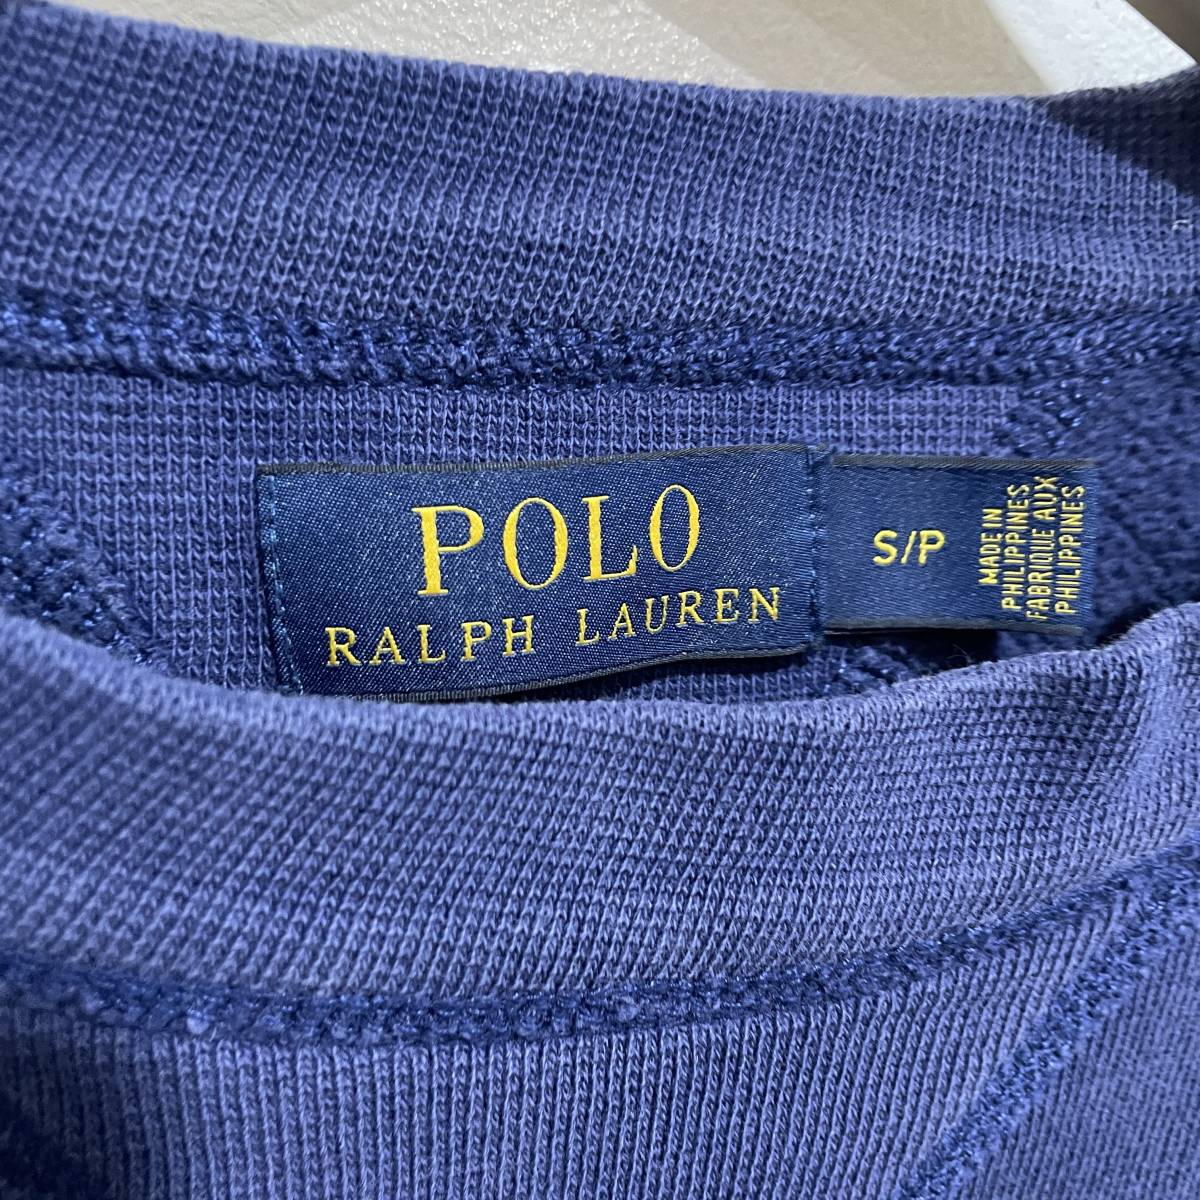 POLO
RALPH LAUREN
S/P
MADE IN
PHILIPPINES
FABRIQUE AUX
PHILIPPINES